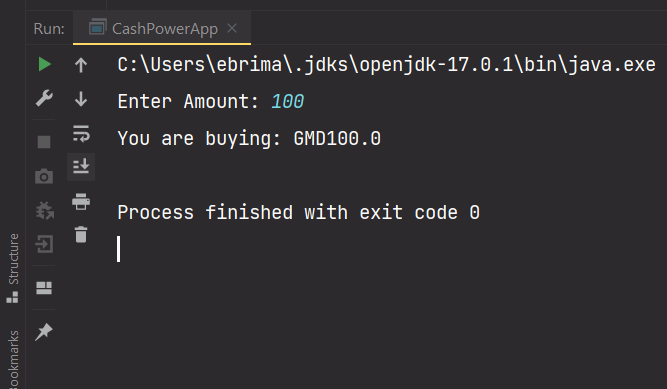 Run: CashPowerApp
C:\Users\ebrima\.jdks\openjdk-17.0.1\bin\java.exe
Enter Amount: 100
You are buying: GMD100.0
Process finished with exit code 0
Structure
Bookmarks